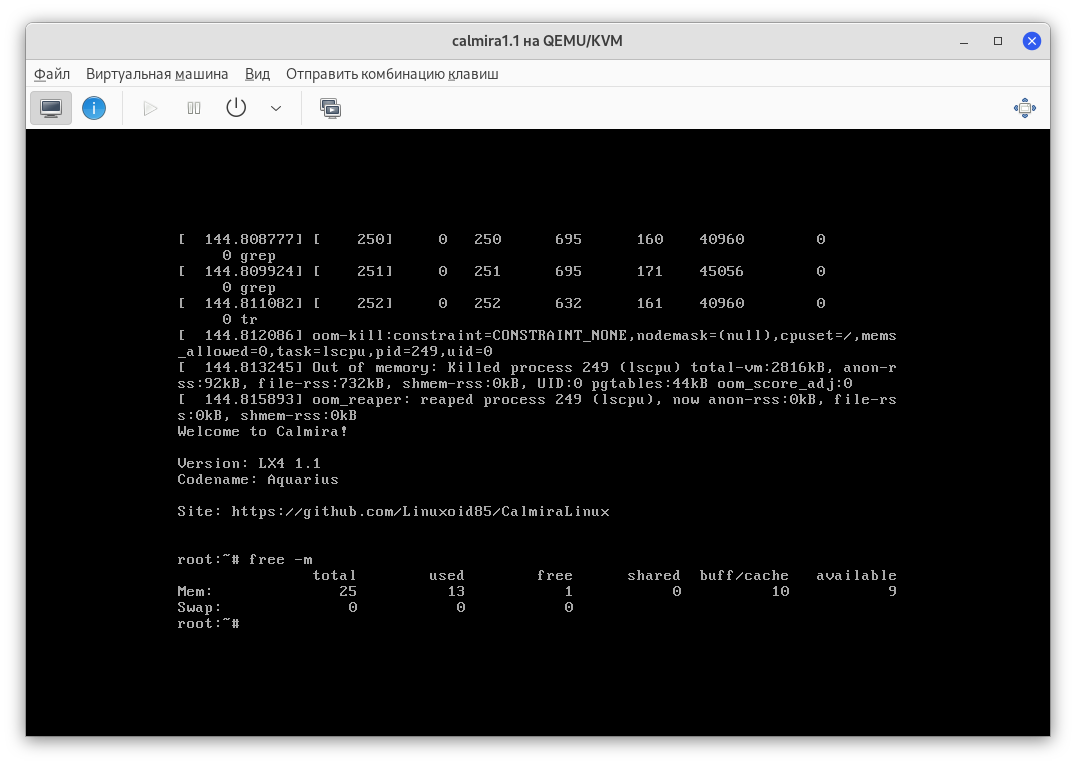 calmira1.1 на QEMU/KVM
Файл Виртуальная машина Вид Отправить комбинацию клавиш
[  144.808777] [    250]     0   250      695      160    40960        0
     0 grep
[  144.809924] [    251]     0   251      695      171    45056        0
     0 grep
[  144.811082] [    252]     0   252      632      161    40960        0
     0 tr
[  144.812086] oom-kill:constraint=CONSTRAINT_NONE,nodemask=(null),cpuset=/,mems
_allowed=0,task=lscpu,pid=249,uid=0
[  144.813245] Out of memory: Killed process 249 (lscpu) total-vm:2816kB, anon-r
ss:92kB, file-rss:732kB, shmem-rss:0kB, UID:0 pgtables:44kB oom_score_adj:0
[  144.815893] oom_reaper: reaped process 249 (lscpu), now anon-rss:0kB, file-rs
s:0kB, shmem-rss:0kB
Welcome to Calmira!
Version: LX4 1.1
Codename: Aquarius
Site: https://github.com/Linuxoid85/CalmiraLinux
root:~# free -m
               total        used        free      shared  buff/cache   available
Mem:              25          13           1           0          10           9
Swap:              0           0           0
root:~#